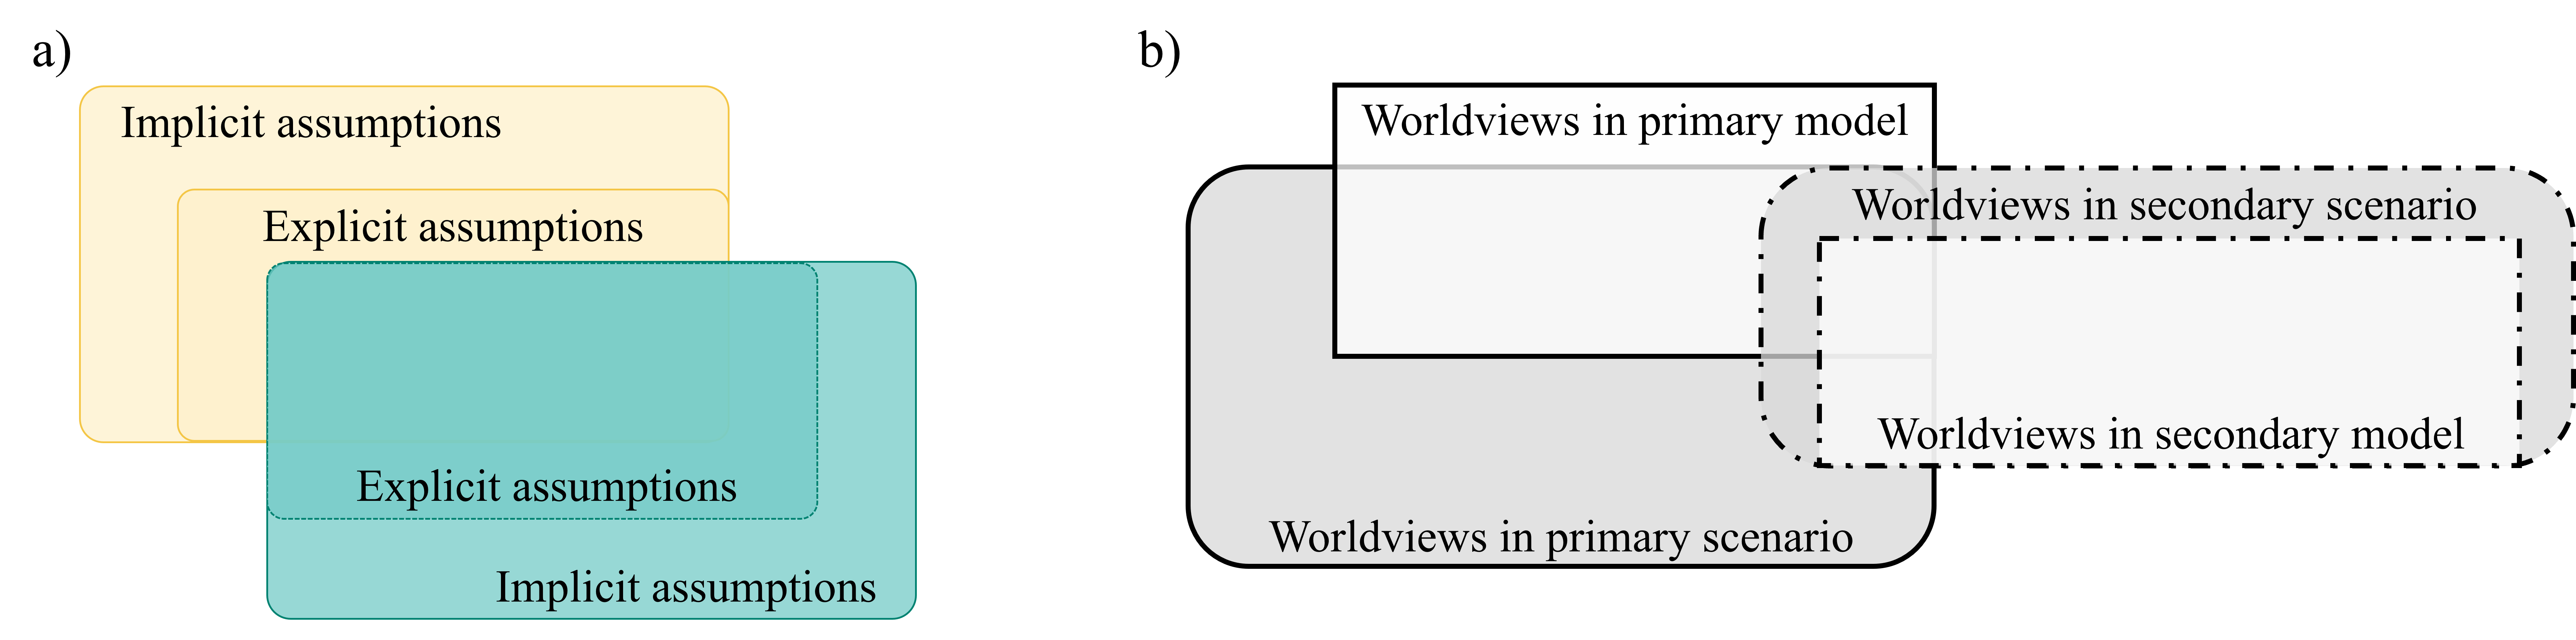 a)
Implicit assumptions
Explicit assumptions
Explicit assumptions
Implicit assumptions
b)
Worldviews in primary model
Worldviews in secondary scenario
Worldviews in secondary model
Worldviews in primary scenario